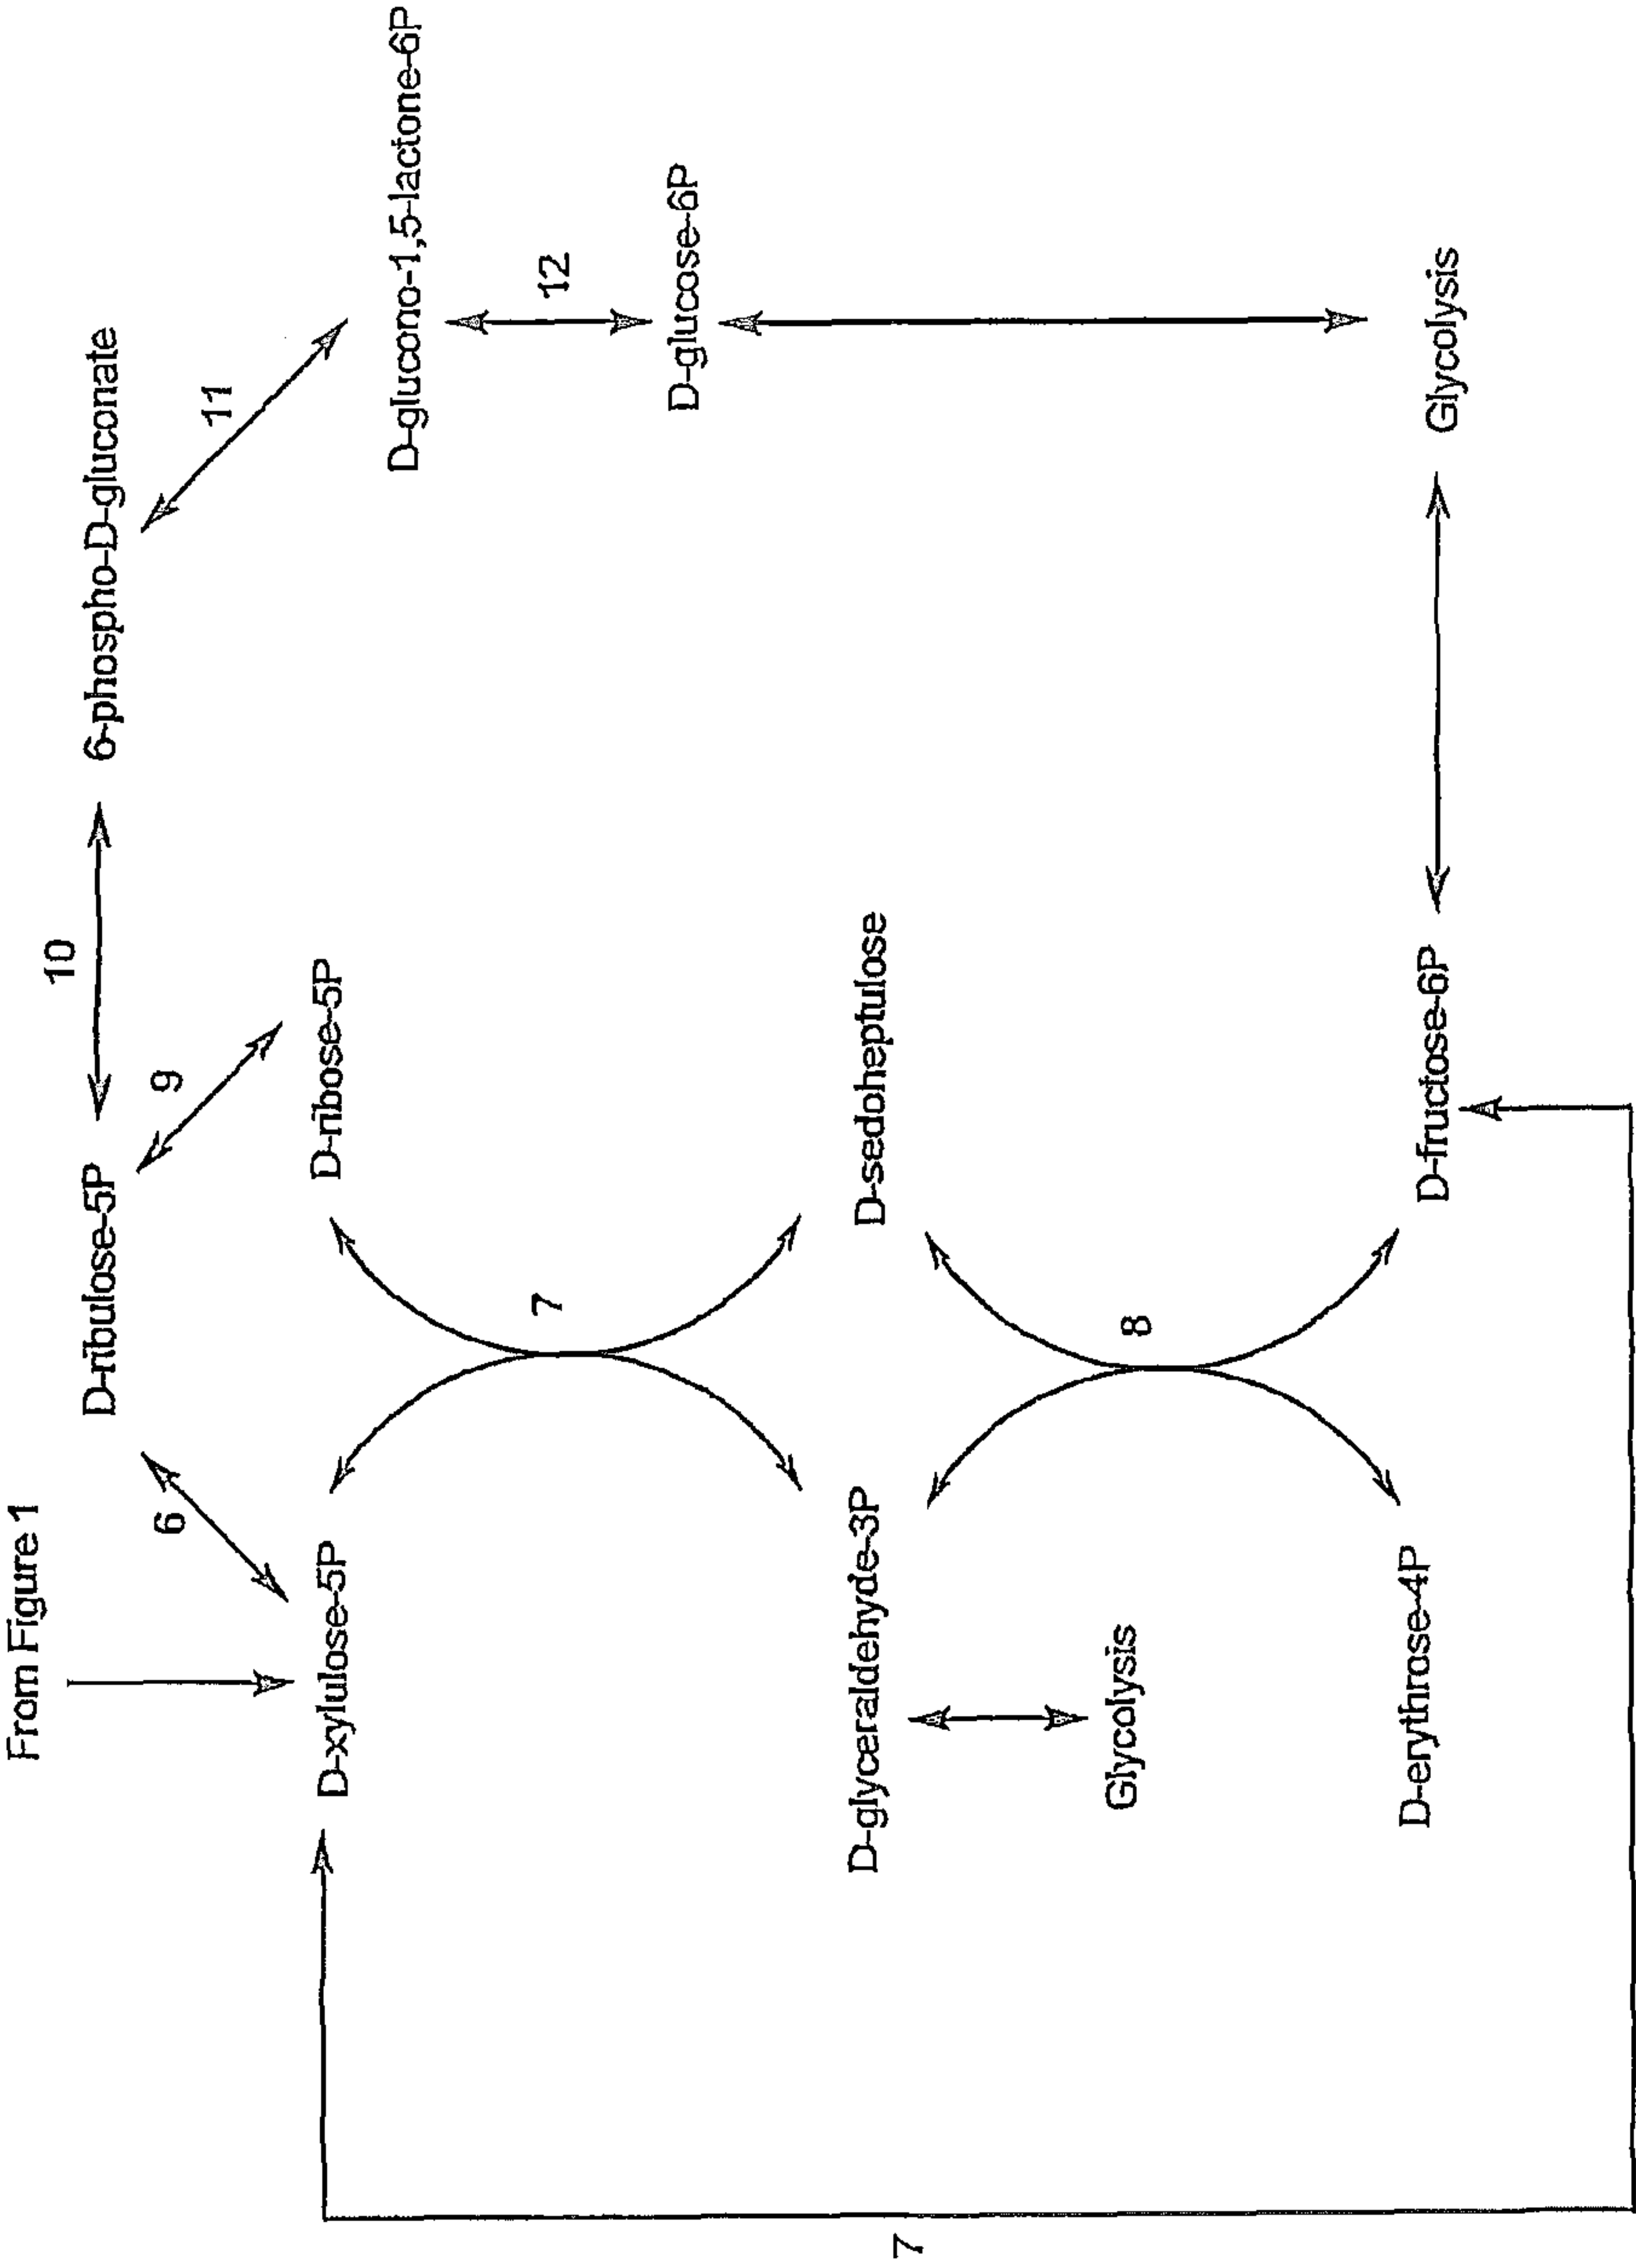 From Figure 1
D-ribulose-5P
10
6-phospho-D-gluconate
6
9
11
D-xylulose-5P
D-ribose-5P
D-glucono-1,5-lactone-6P
7
12
D-glucose-6P
D-glyceraldehyde-3P
D-sedoheptulose
7
Glycolysis
8
D-erythrose-4P
D-fructose-6P
Glycolysis